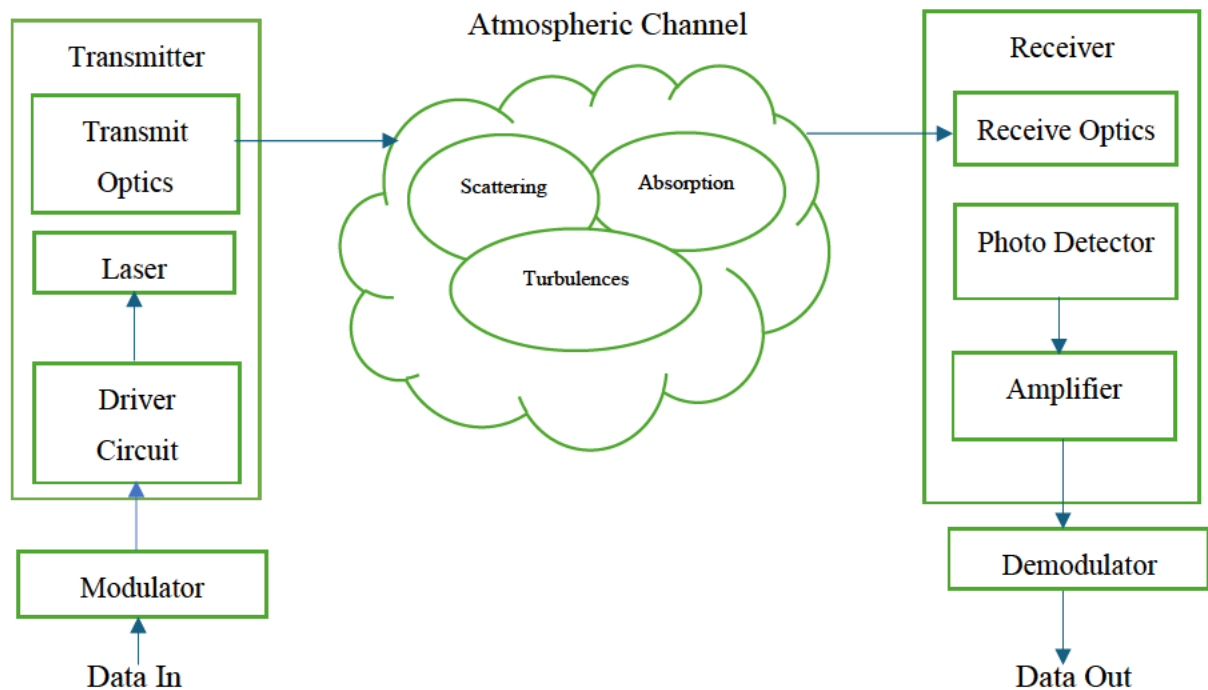 Atmospheric Channel
Transmitter
Transmit
Optics
Laser
Driver
Circuit
Modulator
Data In
Scattering
Absorption
Turbulences
Receiver
Receive Optics
Photo Detector
Amplifier
Demodulator
Data Out